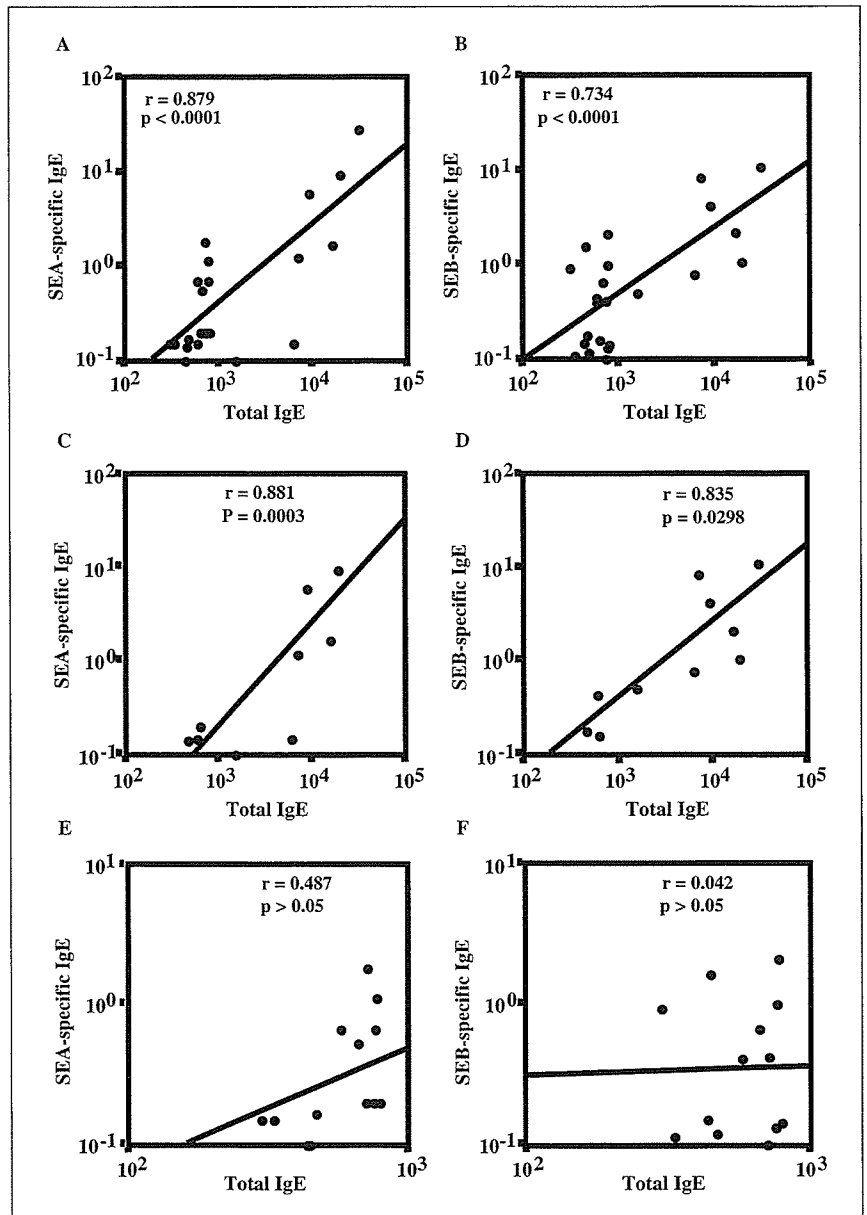 A
r = 0.879
p < 0.0001
SEA-specific IgE
10² 10¹ 10⁰ 10⁻¹
10² 10³ 10⁴ 10⁵
Total IgE
B
r = 0.734
p < 0.0001
SEB-specific IgE
10² 10¹ 10⁰ 10⁻¹
10² 10³ 10⁴ 10⁵
Total IgE
C
r = 0.881
P = 0.0003
SEA-specific IgE
10² 10¹ 10⁰ 10⁻¹
10² 10³ 10⁴ 10⁵
Total IgE
D
r = 0.835
p = 0.0298
SEB-specific IgE
10² 10¹ 10⁰ 10⁻¹
10² 10³ 10⁴ 10⁵
Total IgE
E
r = 0.487
p > 0.05
SEA-specific IgE
10¹ 10⁰ 10⁻¹
10² 10³
Total IgE
F
r = 0.042
p > 0.05
SEB-specific IgE
10¹ 10⁰ 10⁻¹
10² 10³
Total IgE